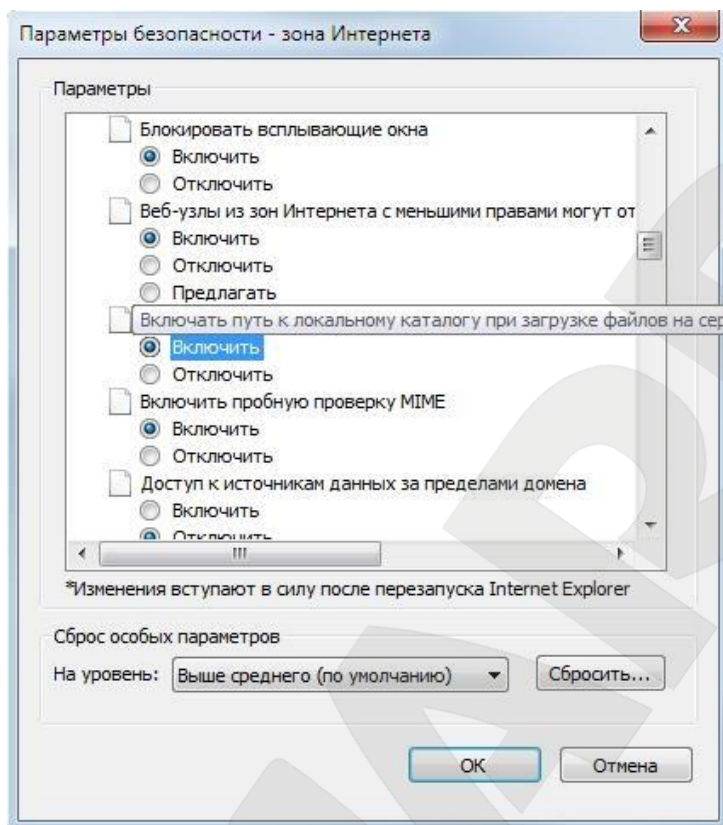 Параметры безопасности - зона Интернета
Параметры
Блокировать всплывающие окна
Включить
Отключить
Веб-узлы из зон Интернета с меньшими правами могут от
Включить
Отключить
Предлагать
Включать путь к локальному каталогу при загрузке файлов на сер
Включить
Отключить
Включить пробную проверку MIME
Включить
Отключить
Доступ к источникам данных за пределами домена
Включить
Отключить
*Изменения вступают в силу после перезапуска Internet Explorer
Сброс особых параметров
На уровень: Выше среднего (по умолчанию) Сбросить...
ОК Отмена